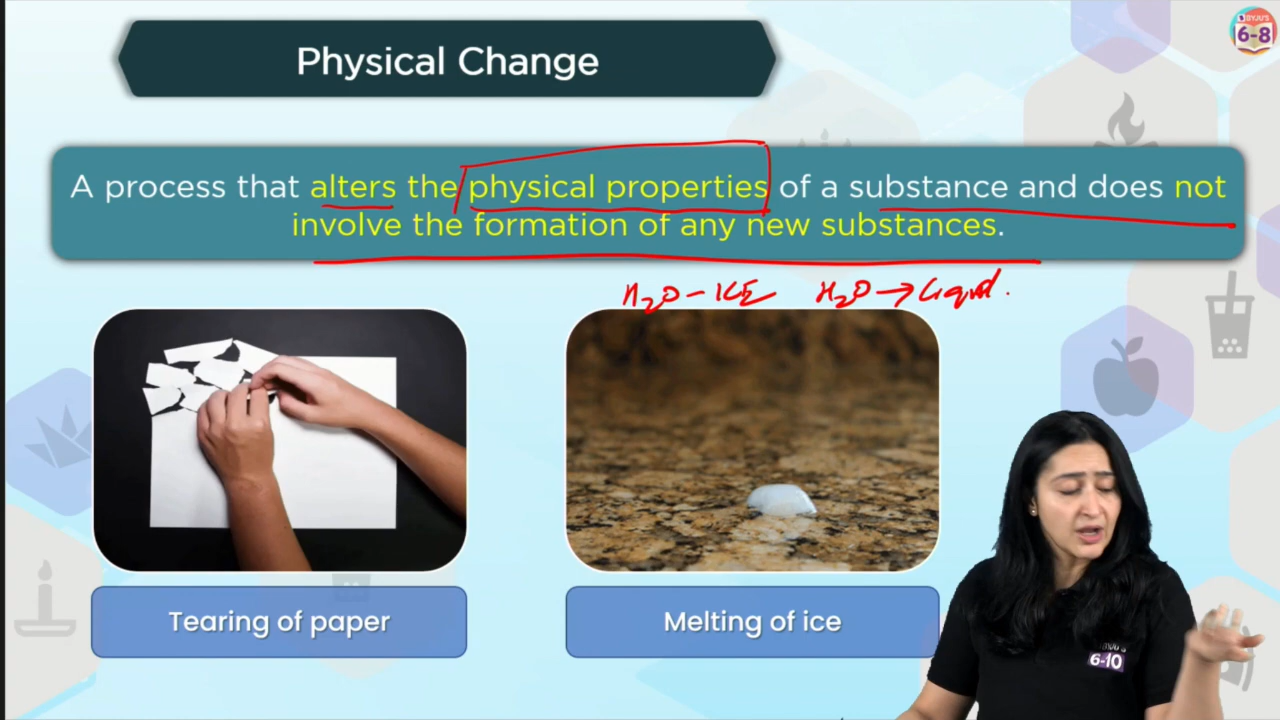 BYJU'S
6-8
Physical Change
A process that alters the physical properties of a substance and does not
involve the formation of any new substances.
H₂O - ICE H₂O → Liquid.
Tearing of paper
Melting of ice
BYJU'S
6-10